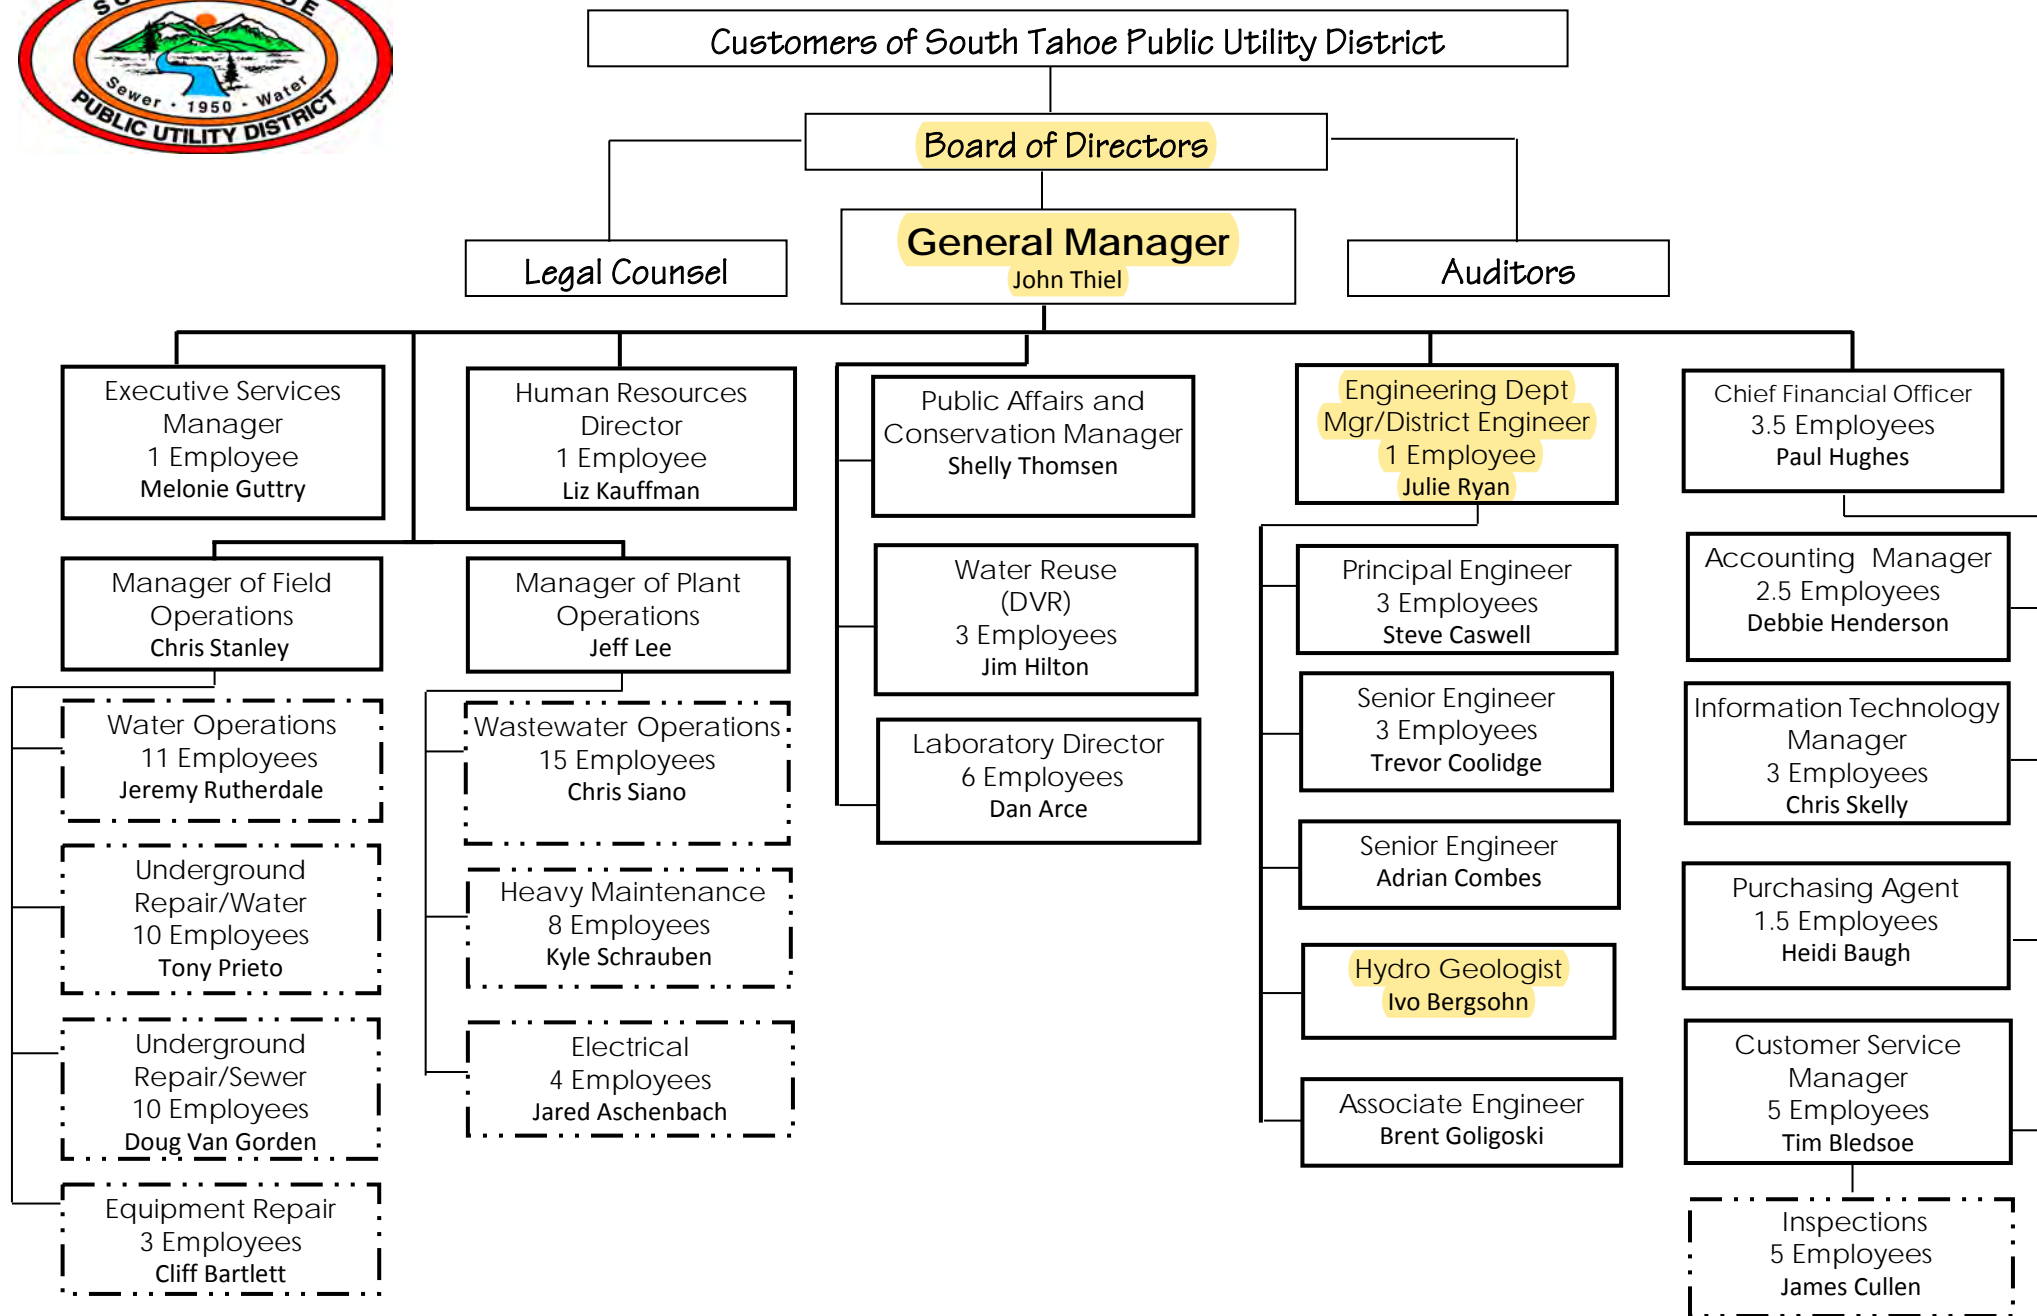 Sewer · 1950 · Water
PUBLIC UTILITY DISTRICT
Customers of South Tahoe Public Utility District
Board of Directors
Legal Counsel
General Manager
John Thiel
Auditors
Executive Services
Manager
1 Employee
Melonie Guttry
Human Resources
Director
1 Employee
Liz Kauffman
Public Affairs and
Conservation Manager
Shelly Thomsen
Engineering Dept
Mgr/District Engineer
1 Employee
Julie Ryan
Chief Financial Officer
3.5 Employees
Paul Hughes
Manager of Field
Operations
Chris Stanley
Manager of Plant
Operations
Jeff Lee
Water Reuse
(DVR)
3 Employees
Jim Hilton
Principal Engineer
3 Employees
Steve Caswell
Accounting Manager
2.5 Employees
Debbie Henderson
Water Operations
11 Employees
Jeremy Rutherdale
Wastewater Operations
15 Employees
Chris Siano
Laboratory Director
6 Employees
Dan Arce
Senior Engineer
3 Employees
Trevor Coolidge
Information Technology
Manager
3 Employees
Chris Skelly
Underground
Repair/Water
10 Employees
Tony Prieto
Heavy Maintenance
8 Employees
Kyle Schrauben
Senior Engineer
Adrian Combes
Purchasing Agent
1.5 Employees
Heidi Baugh
Hydro Geologist
Ivo Bergsohn
Underground
Repair/Sewer
10 Employees
Doug Van Gorden
Electrical
4 Employees
Jared Aschenbach
Associate Engineer
Brent Goligoski
Customer Service
Manager
5 Employees
Tim Bledsoe
Equipment Repair
3 Employees
Cliff Bartlett
Inspections
5 Employees
James Cullen